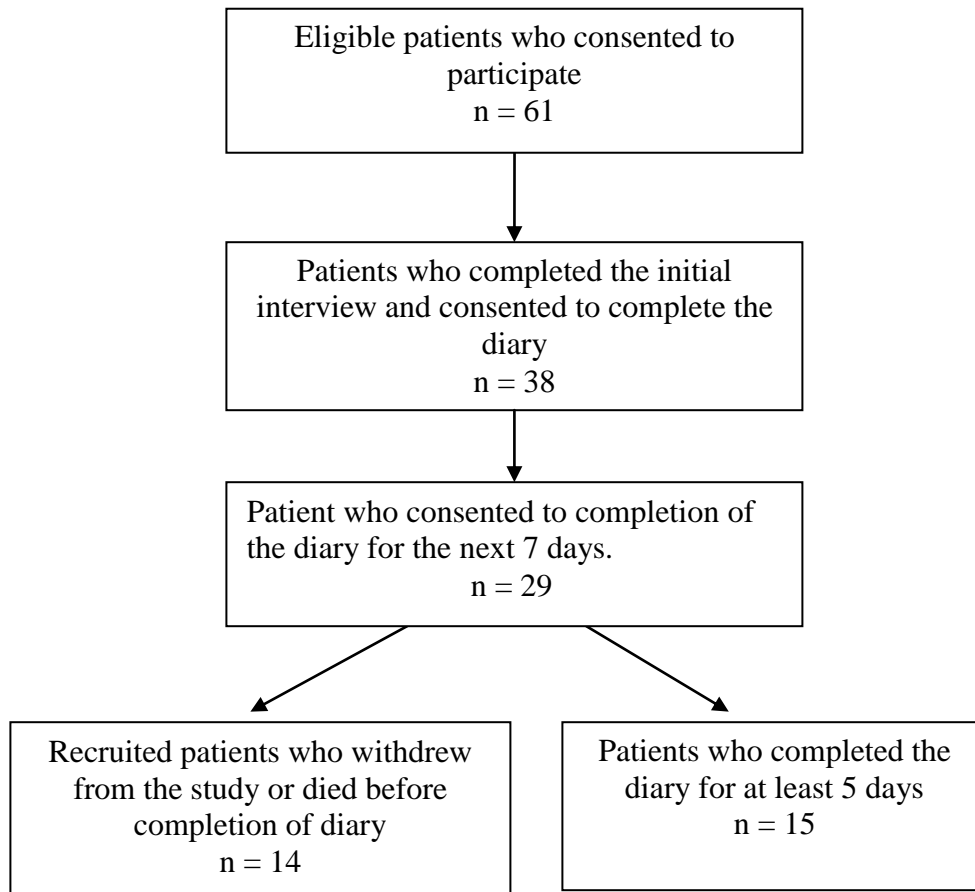 Eligible patients who consented to
participate
n = 61
Patients who completed the initial
interview and consented to complete the
diary
n = 38
Patient who consented to completion of
the diary for the next 7 days.
n = 29
Recruited patients who withdrew
from the study or died before
completion of diary
n = 14
Patients who completed the
diary for at least 5 days
n = 15